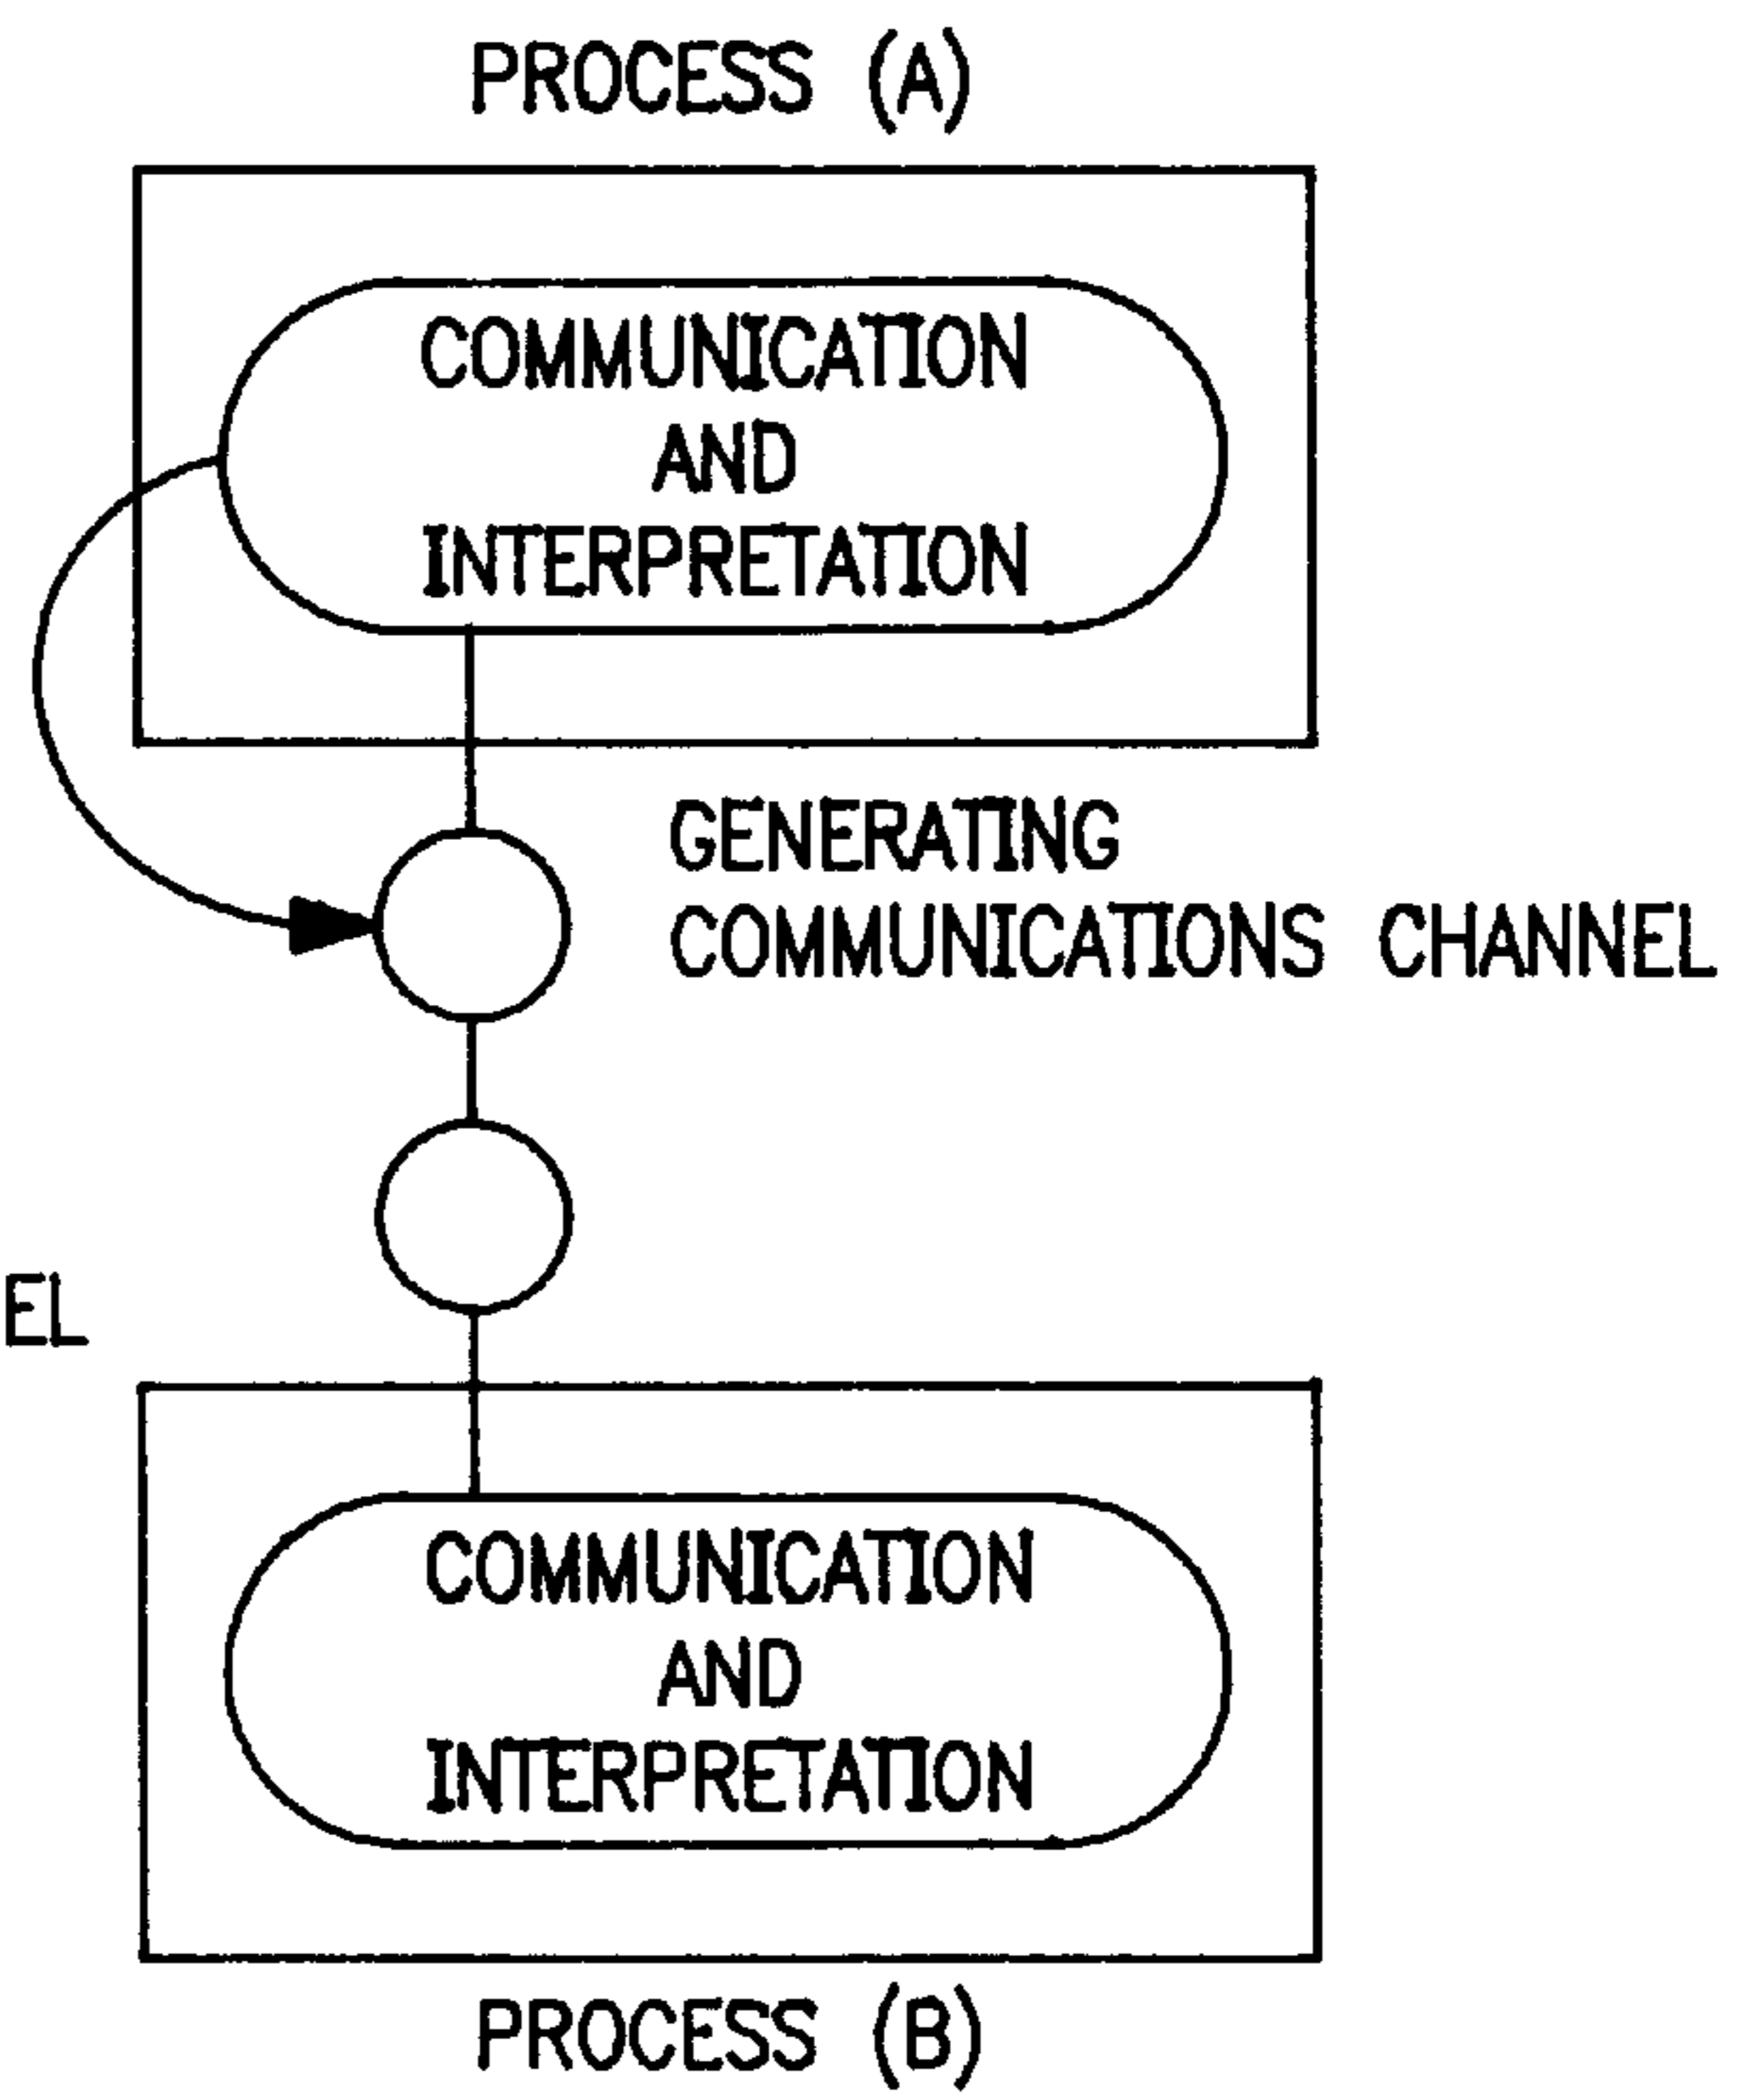 PROCESS (A)
COMMUNICATION
AND
INTERPRETATION
GENERATING
COMMUNICATIONS CHANNEL
EL
COMMUNICATION
AND
INTERPRETATION
PROCESS (B)